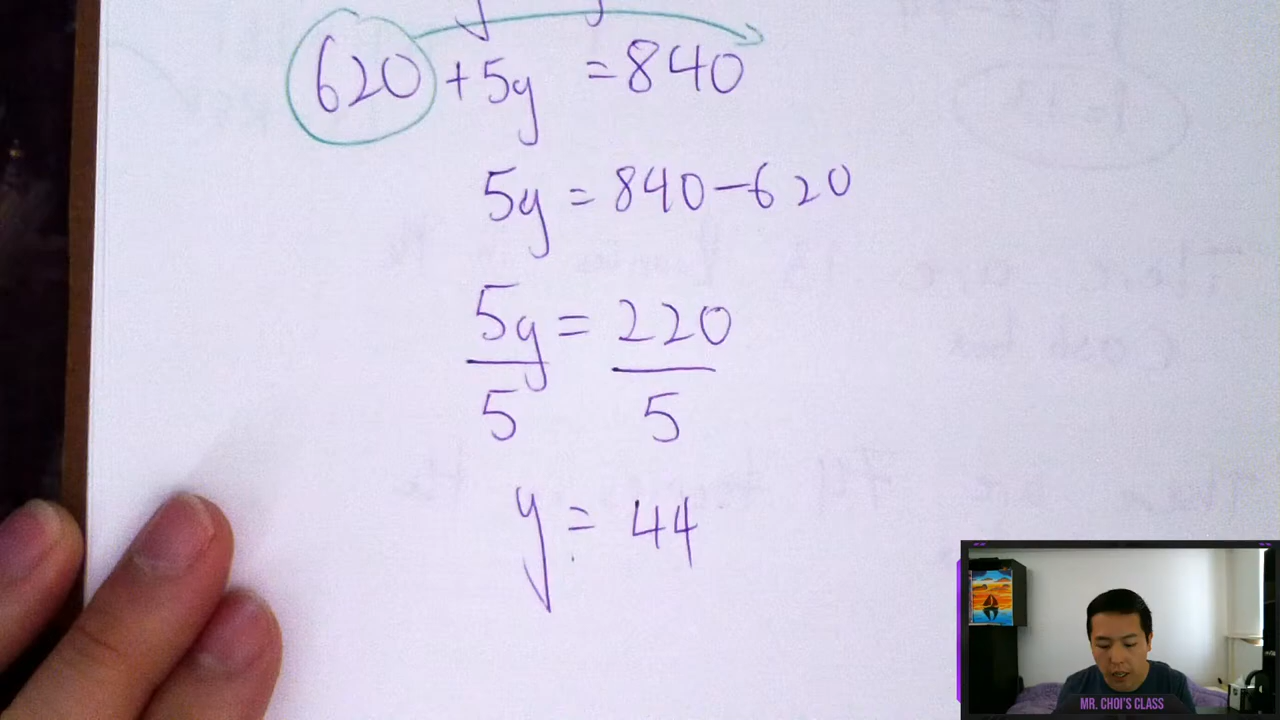 620 + 5y = 840
5y = 840 - 620
5y = 220
5 5
y = 44
MR. CHOI'S CLASS